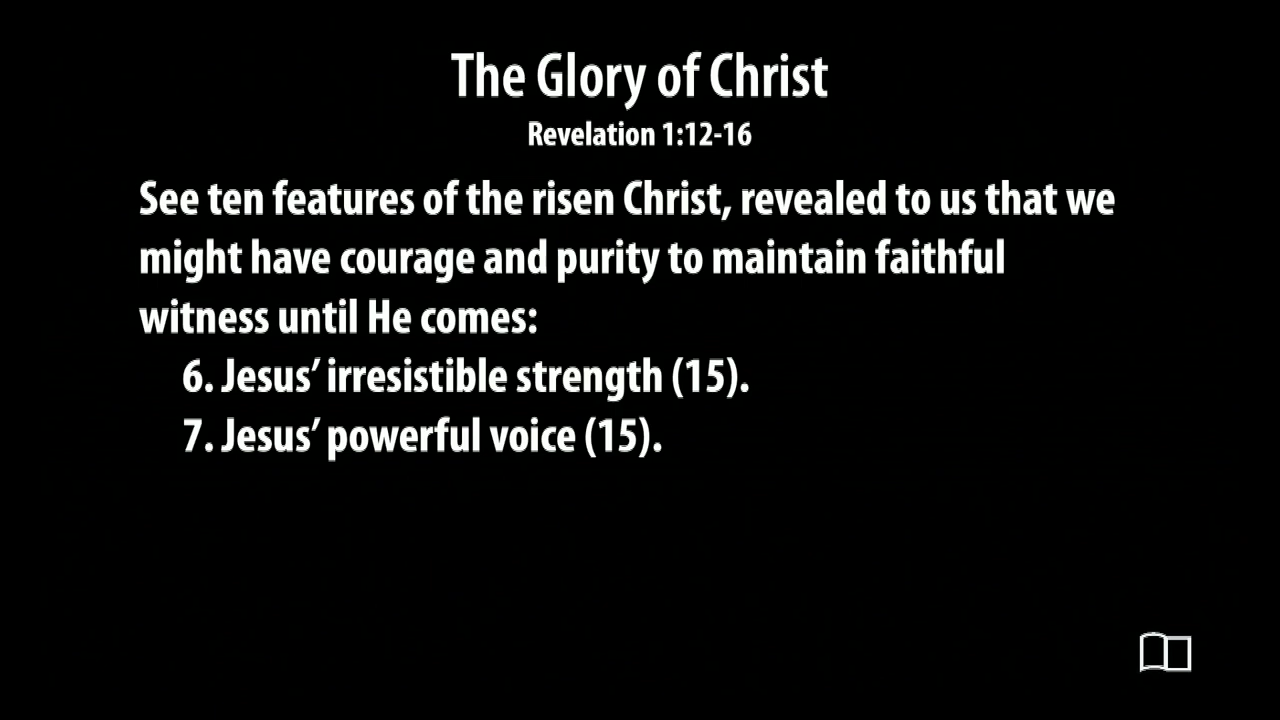 The Glory of Christ
Revelation 1:12-16
See ten features of the risen Christ, revealed to us that we
might have courage and purity to maintain faithful
witness until He comes:
6. Jesus’ irresistible strength (15).
7. Jesus’ powerful voice (15).